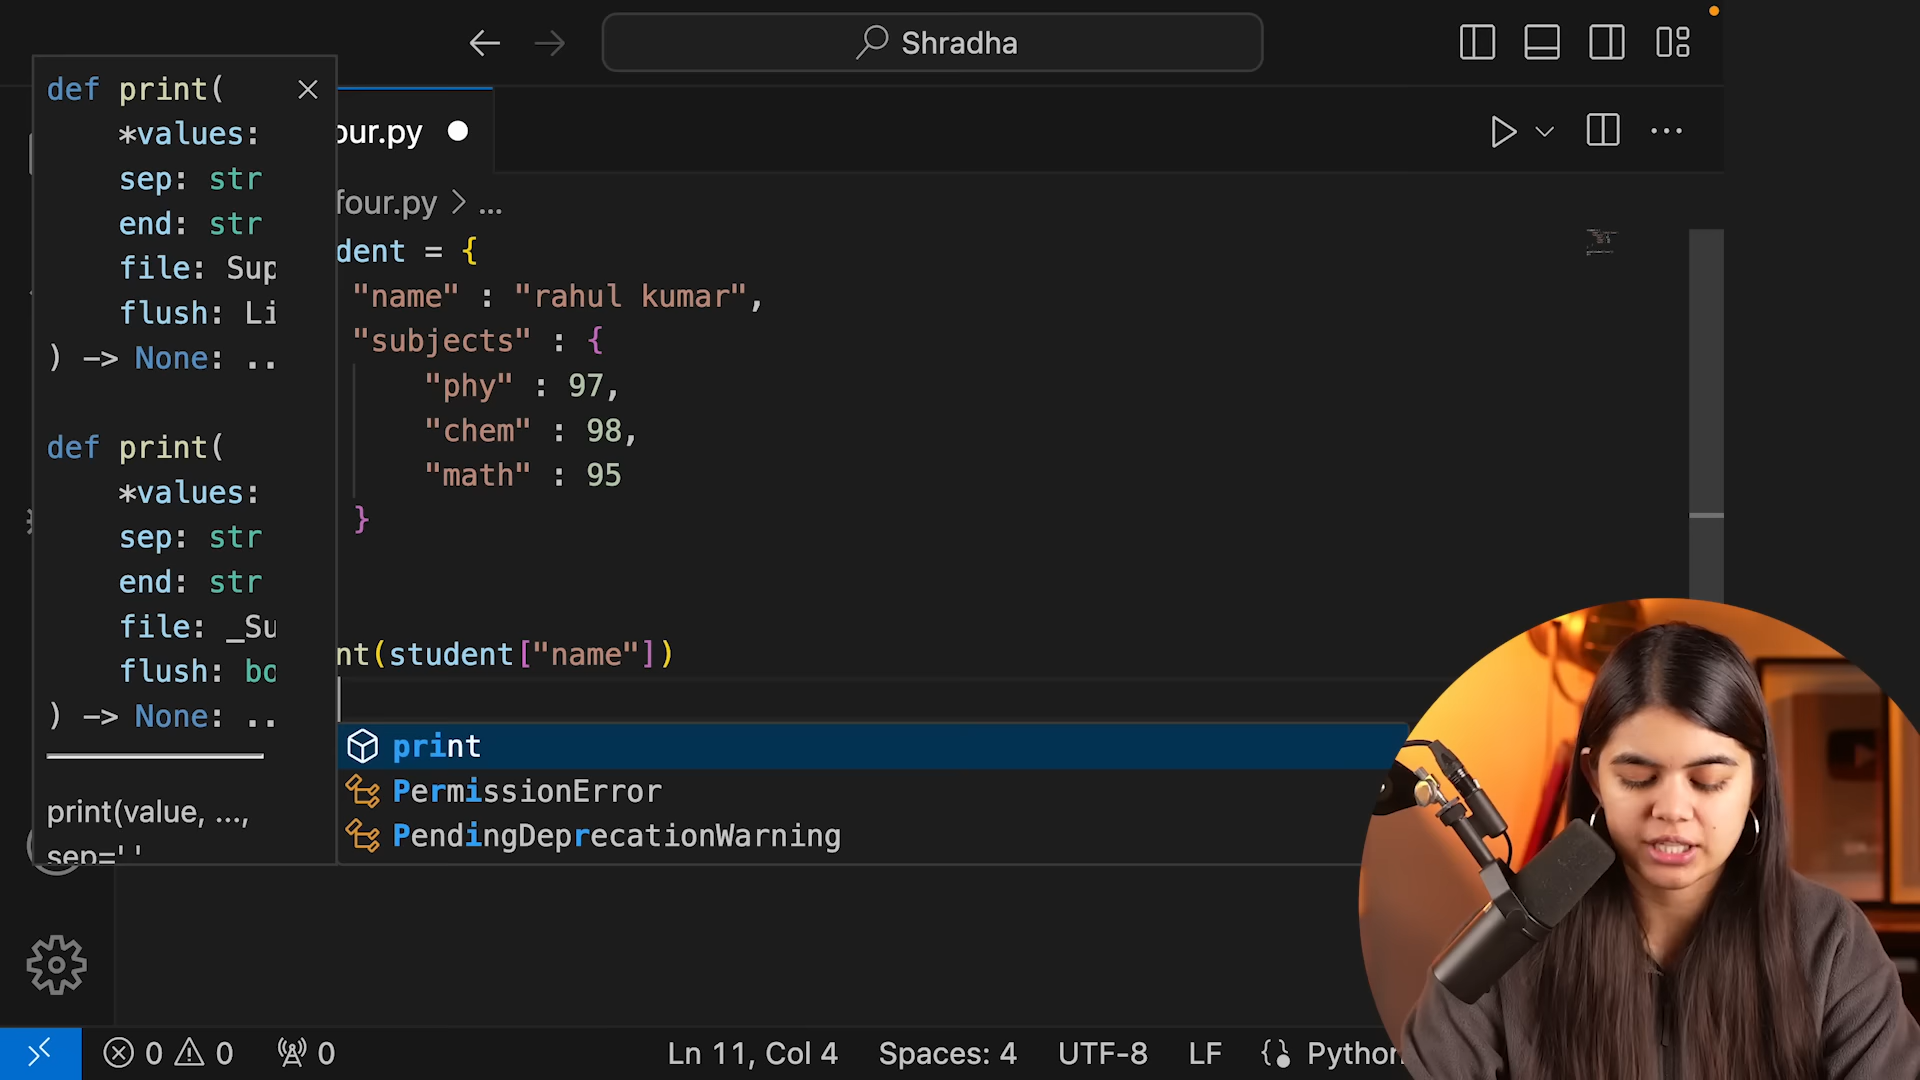 Shradha
def print(
*values:
sep: str
end: str
file: Sup
flush: Li
) -> None: ..
def print(
*values:
sep: str
end: str
file: _Su
flush: bo
) -> None: ..
print(value, ...,
sep=' '
our.py
four.py > ...
dent = {
"name" : "rahul kumar",
"subjects" : {
"phy" : 97,
"chem" : 98,
"math" : 95
}
nt(student["name"])
print
PermissionError
PendingDeprecationWarning
0 0 0 Ln 11, Col 4 Spaces: 4 UTF-8 LF Python